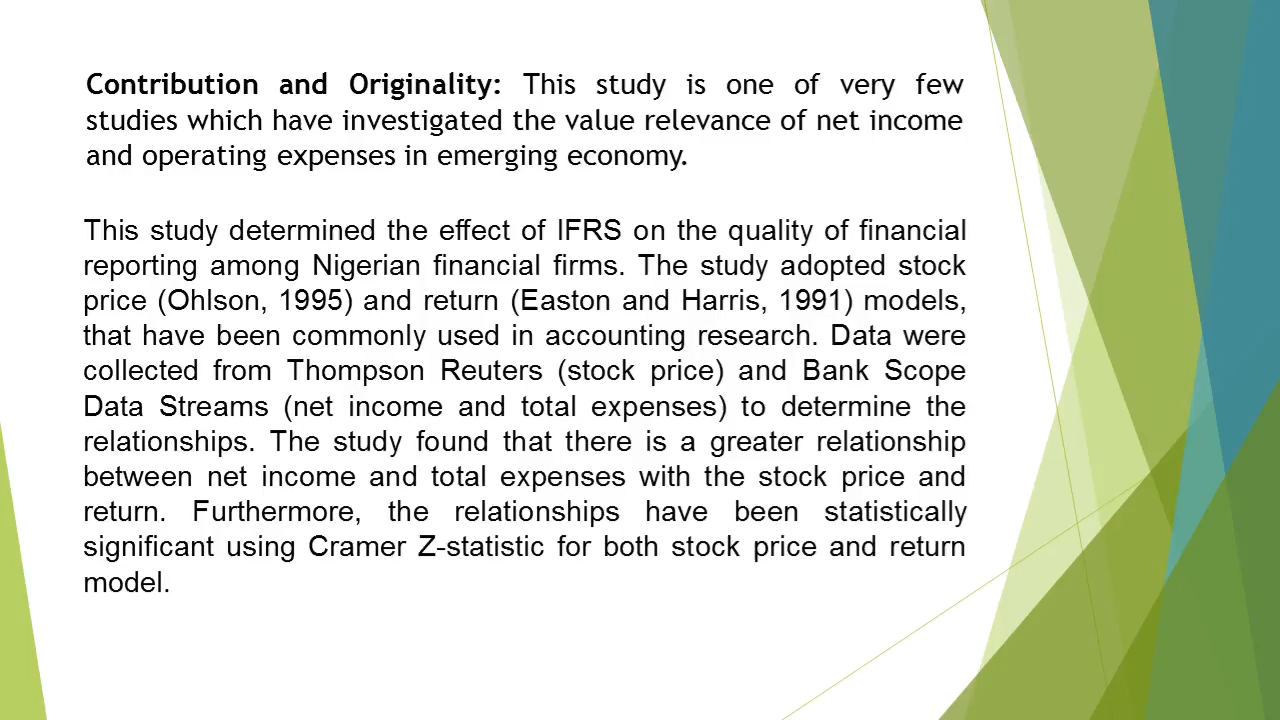 Contribution and Originality: This study is one of very few
studies which have investigated the value relevance of net income
and operating expenses in emerging economy.
This study determined the effect of IFRS on the quality of financial
reporting among Nigerian financial firms. The study adopted stock
price (Ohlson, 1995) and return (Easton and Harris, 1991) models,
that have been commonly used in accounting research. Data were
collected from Thompson Reuters (stock price) and Bank Scope
Data Streams (net income and total expenses) to determine the
relationships. The study found that there is a greater relationship
between net income and total expenses with the stock price and
return. Furthermore, the relationships have been statistically
significant using Cramer Z-statistic for both stock price and return
model.